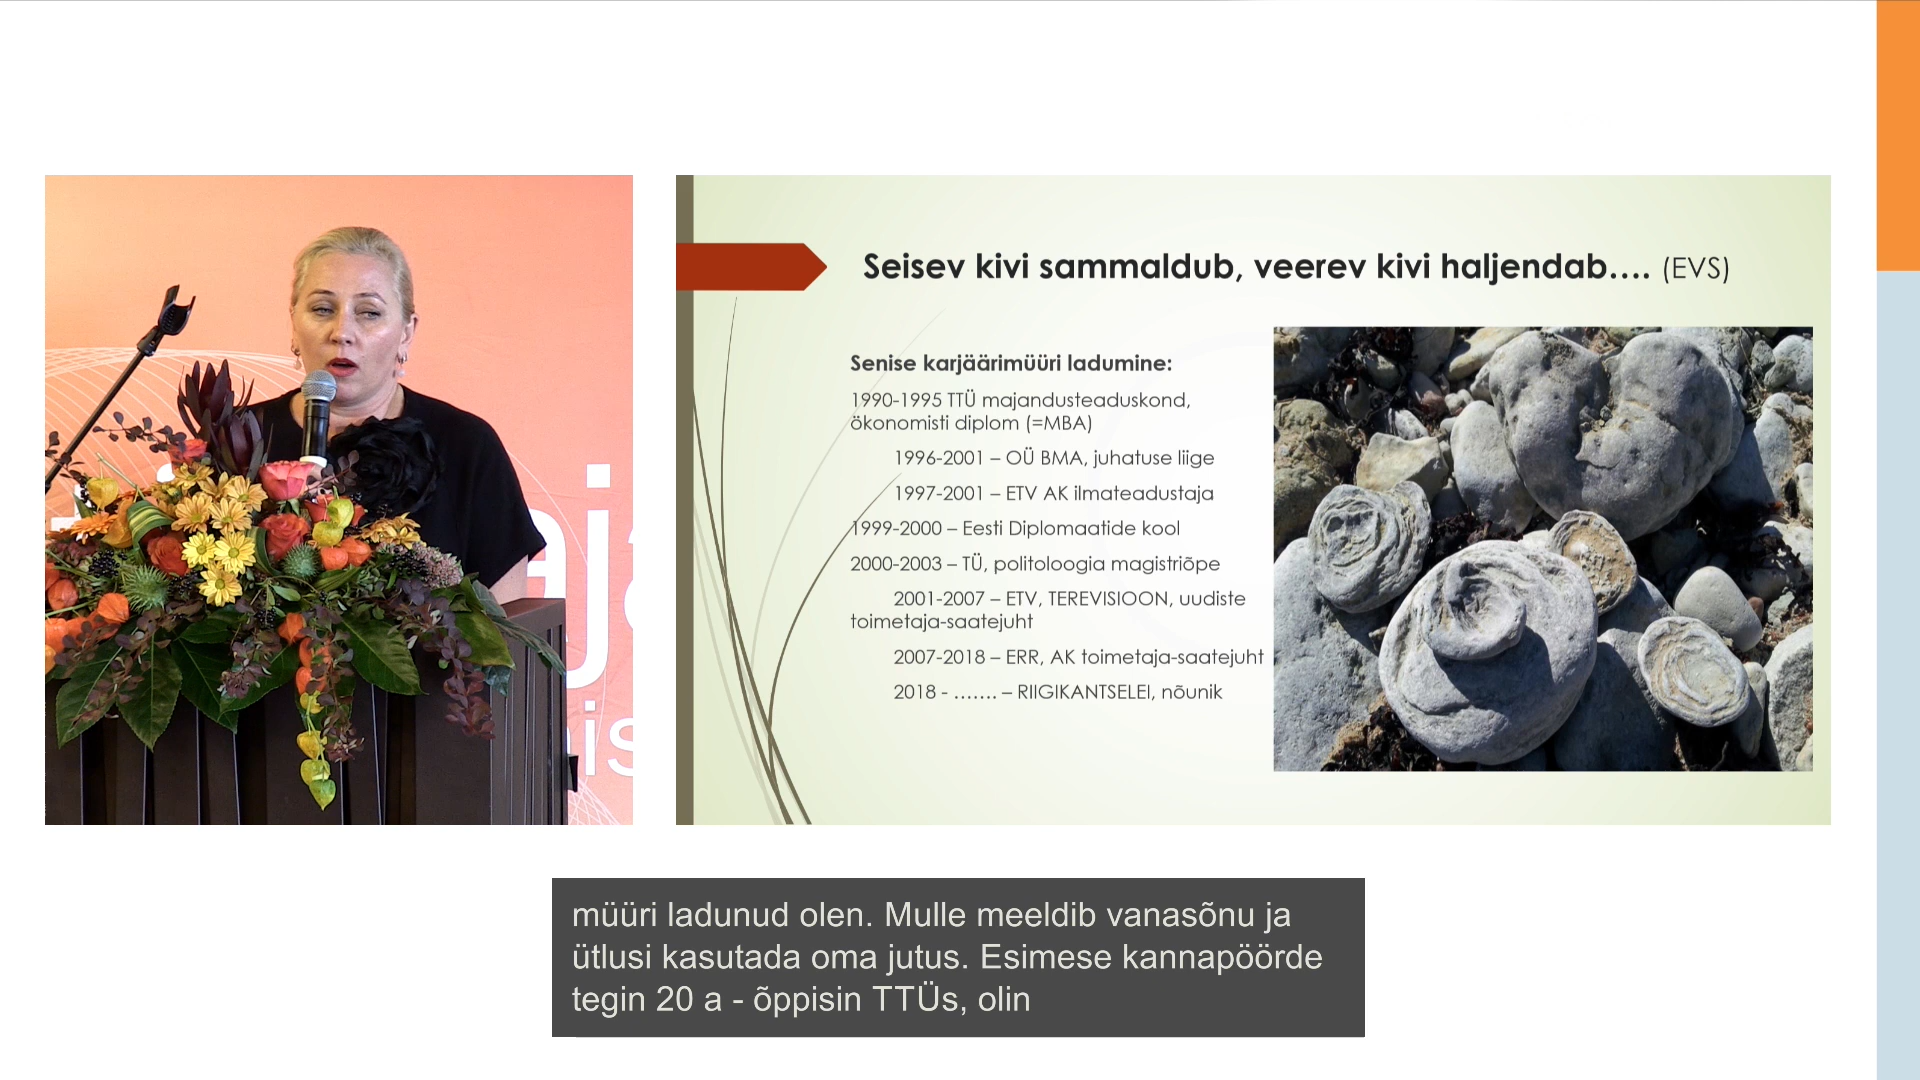 Seisev kivi sammaldub, veerev kivi haljendab.... (EVS)
Senise karjäärimüüri ladumine:
1990-1995 TTÜ majandusteaduskond,
ökonomisti diplom (=MBA)
1996-2001 – OÜ BMA, juhatuse liige
1997-2001 – ETV AK ilmateadustaja
1999-2000 – Eesti Diplomaatide kool
2000-2003 – TÜ, politoloogia magistriõpe
2001-2007 – ETV, TEREVISIOON, uudiste
toimetaja-saatejuht
2007-2018 – ERR, AK toimetaja-saatejuht
2018 - ....... – RIIGIKANTSELEI, nõunik
müüri ladunud olen. Mulle meeldib vanasõnu ja
ütlusi kasutada oma jutus. Esimese kannapöörde
tegin 20 a - õppisin TTÜs, olin